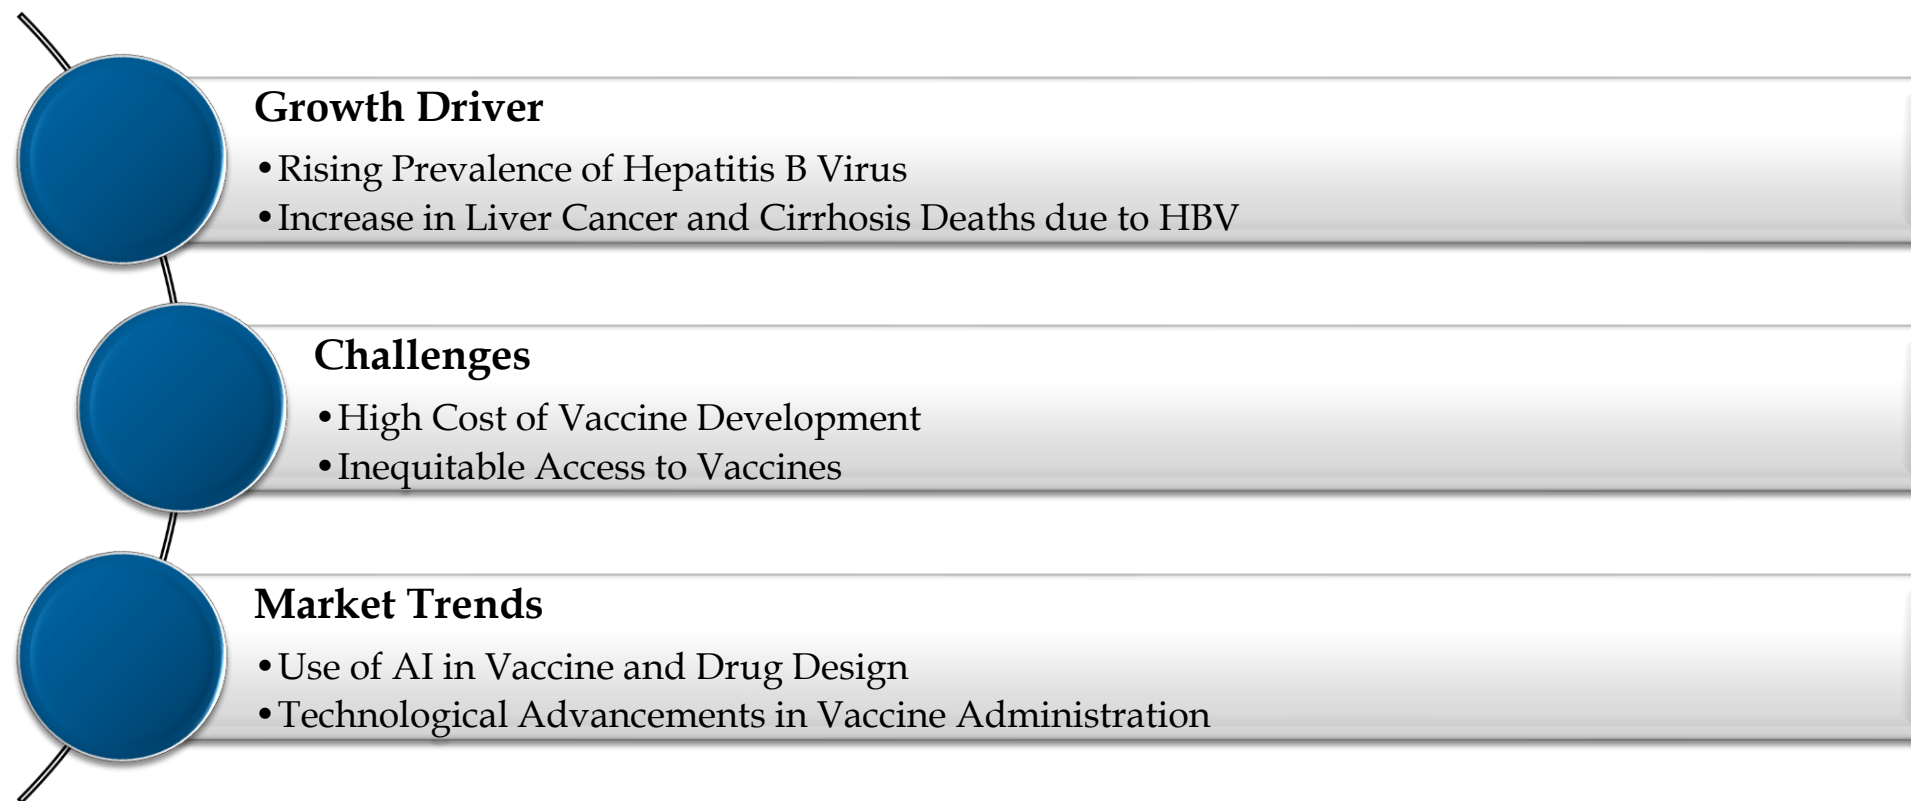 Growth Driver
•Rising Prevalence of Hepatitis B Virus
•Increase in Liver Cancer and Cirrhosis Deaths due to HBV
Challenges
•High Cost of Vaccine Development
•Inequitable Access to Vaccines
Market Trends
•Use of AI in Vaccine and Drug Design
•Technological Advancements in Vaccine Administration